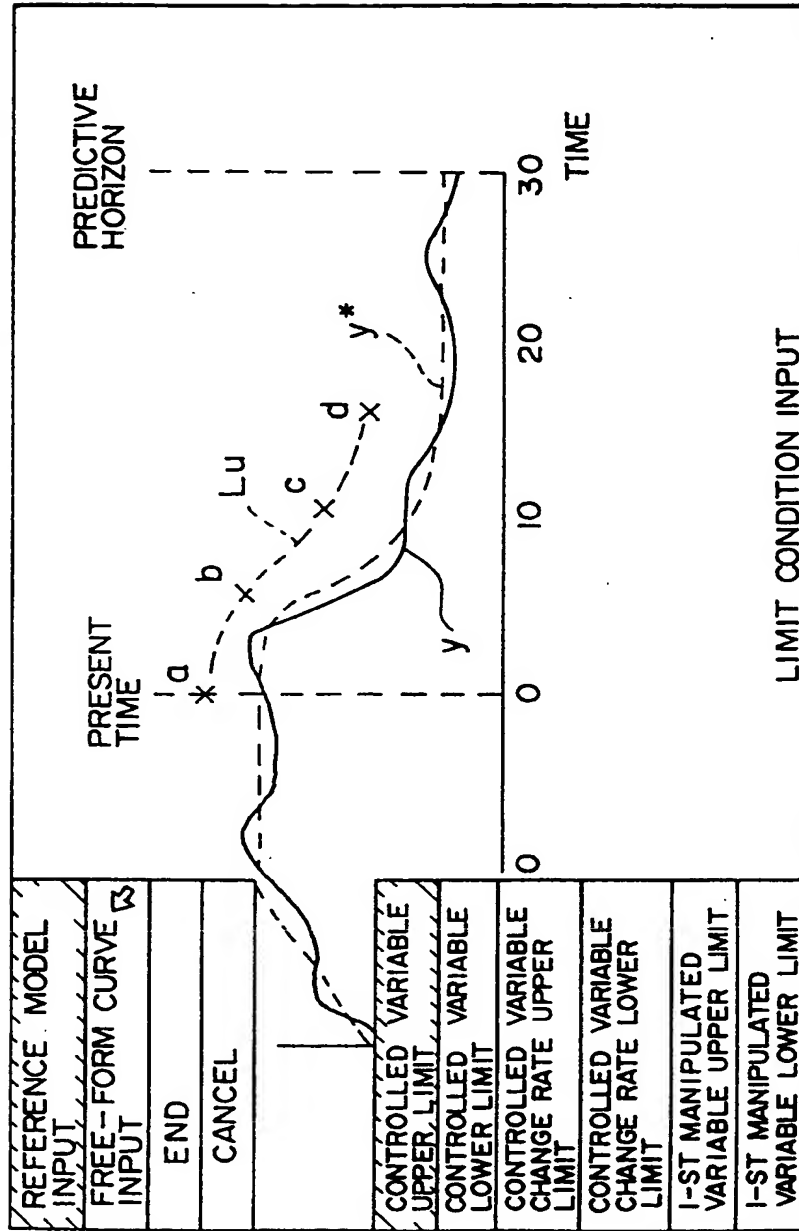 REFERENCE MODEL
INPUT
FREE-FORM CURVE
INPUT
END
CANCEL
CONTROLLED VARIABLE
UPPER LIMIT
CONTROLLED VARIABLE
LOWER LIMIT
CONTROLLED VARIABLE
CHANGE RATE UPPER
LIMIT
CONTROLLED VARIABLE
CHANGE RATE LOWER
LIMIT
I-ST MANIPULATED
VARIABLE UPPER LIMIT
I-ST MANIPULATED
VARIABLE LOWER LIMIT
PRESENT
TIME
PREDICTIVE
HORIZON
a
b
Lu
c
d
y*
y
0
0
10
20
30
TIME
LIMIT CONDITION INPUT